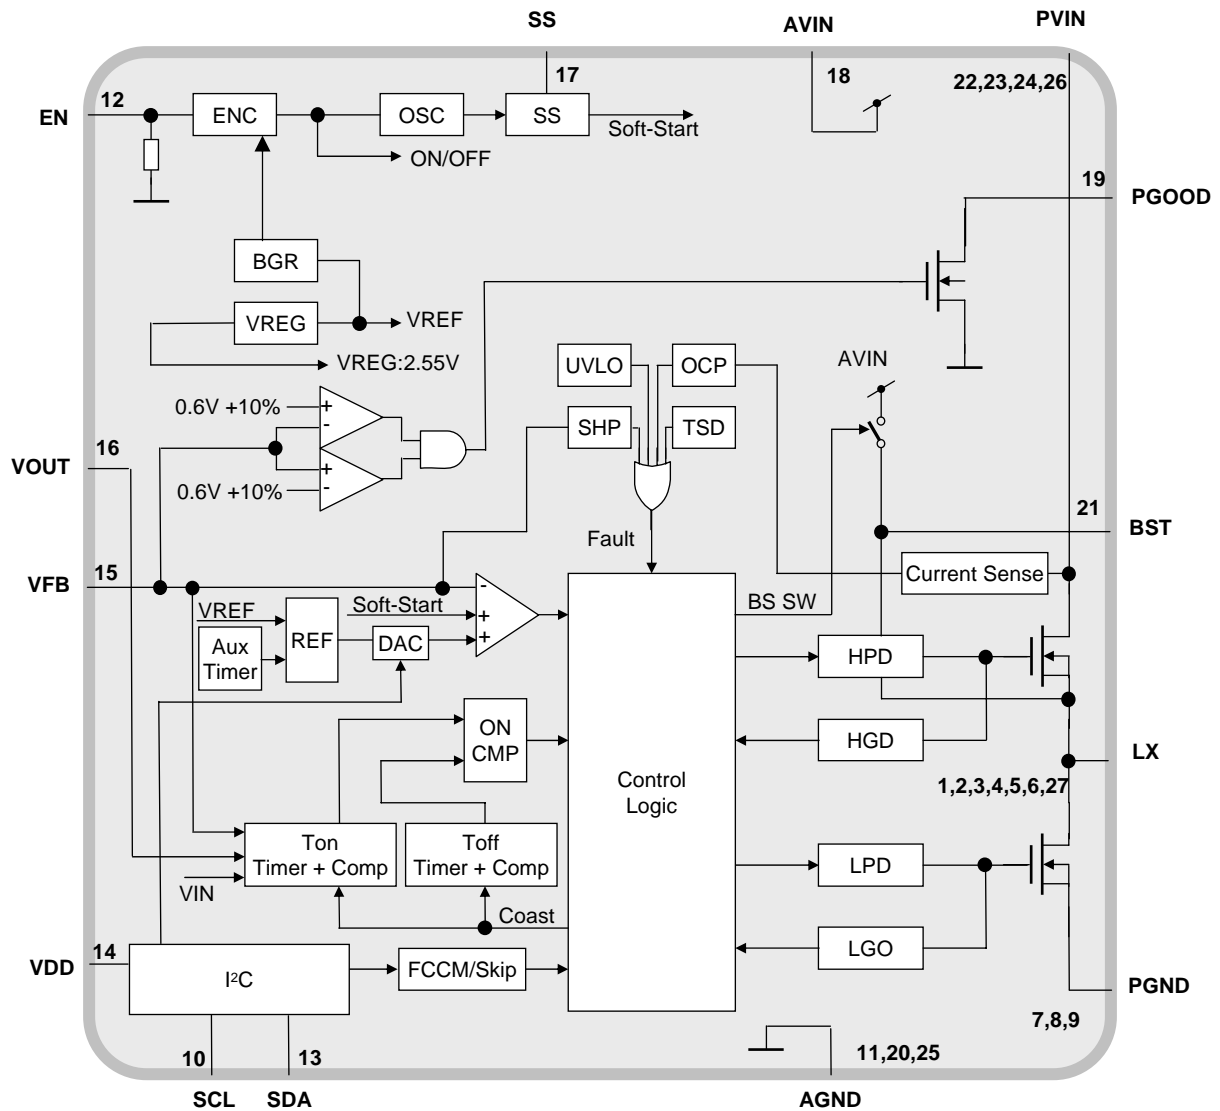 SS
AVIN
PVIN
17
18
22,23,24,26
12
EN
ENC
OSC
SS
Soft-Start
ON/OFF
19
PGOOD
BGR
VREG
VREF
VREG:2.55V
UVLO
OCP
AVIN
0.6V +10%
+
-
SHP
TSD
16
VOUT
+
0.6V +10%
-
21
BST
Fault
15
VFB
Current Sense
-
VREF
Soft-Start
+
BS SW
REF
DAC
+
Aux
Timer
HPD
ON
CMP
HGD
LX
Control
Logic
1,2,3,4,5,6,27
Ton
Timer + Comp
Toff
Timer + Comp
LPD
VIN
Coast
14
VDD
LGO
I2C
FCCM/Skip
PGND
7,8,9
10
13
11,20,25
SCL
SDA
AGND